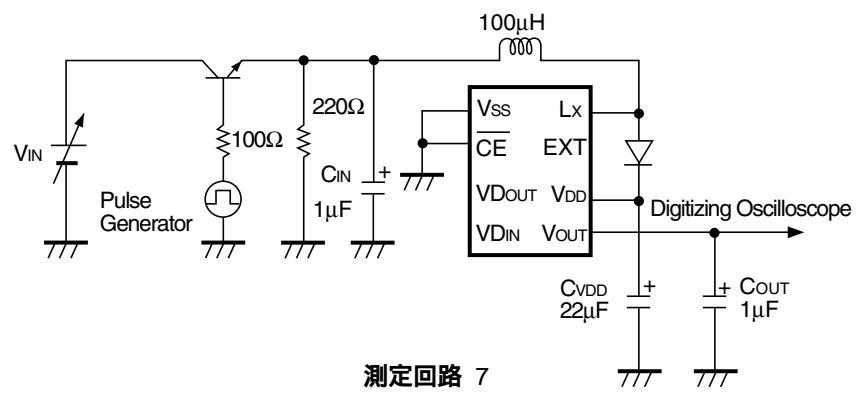 100μH
VSS
LX
220Ω
100Ω
CE
EXT
VIN
CIN
+
1μF
Pulse
Generator
VDOUT
VDD
Digitizing Oscilloscope
VDIN
VOUT
CVDD
+
22μF
+
COUT
1μF
測定回路 7